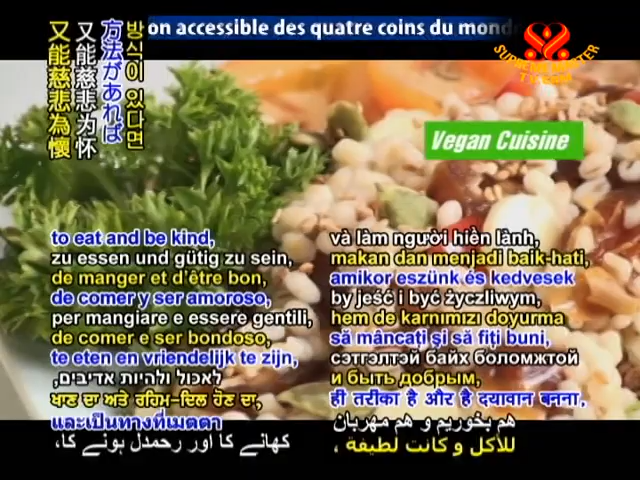 on accessible des quatre coins du mond
SUPREME MASTER
TV.com
Vegan Cuisine
방식이 있다면
方法があれば
又能慈悲为怀
又能慈悲為懷
to eat and be kind,
zu essen und gütig zu sein,
de manger et d'être bon,
de comer y ser amoroso,
per mangiare e essere gentili,
de comer e ser bondoso,
te eten en vriendelijk te zijn,
לאכול ולהיות אדיבים,
ਖਾਣ ਦਾ ਅਤੇ ਰਹਿਮ-ਦਿਲ ਹੋਣ ਦਾ,
และเป็นทางที่เมตตา
کھانے کا اور رحمدل ہونے کا،
và làm người hiền lành,
makan dan menjadi baik-hati,
amikor eszünk és kedvesek
by jeść i być życzliwym,
hem de karnımızı doyurma
să mâncați și să fiți buni,
сэтгэлтэй байх боломжтой
и быть добрым,
ही तरीका है और है दयावान बनना,
هم بخوریم و هم مهربان
للأكل و كانت لطيفة ،